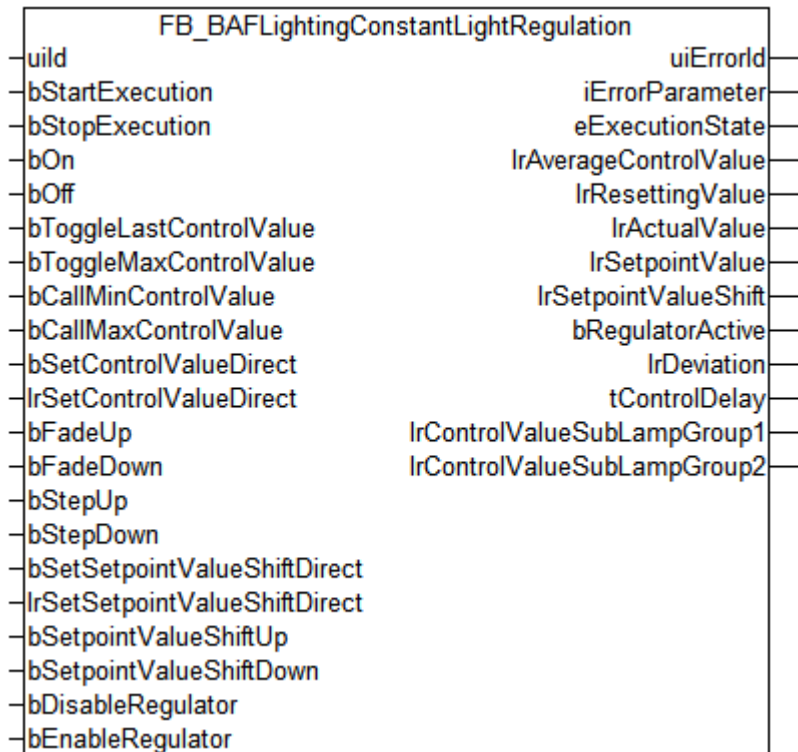 FB_BAFLightingConstantLightRegulation
uiId uiErrorId
bStartExecution iErrorParameter
bStopExecution eExecutionState
bOn lrAverageControlValue
bOff lrResettingValue
bToggleLastControlValue lrActualValue
bToggleMaxControlValue lrSetpointValue
bCallMinControlValue lrSetpointValueShift
bCallMaxControlValue bRegulatorActive
bSetControlValueDirect lrDeviation
lrSetControlValueDirect tControlDelay
bFadeUp lrControlValueSubLampGroup1
bFadeDown lrControlValueSubLampGroup2
bStepUp
bStepDown
bSetSetpointValueShiftDirect
lrSetSetpointValueShiftDirect
bSetpointValueShiftUp
bSetpointValueShiftDown
bDisableRegulator
bEnableRegulator